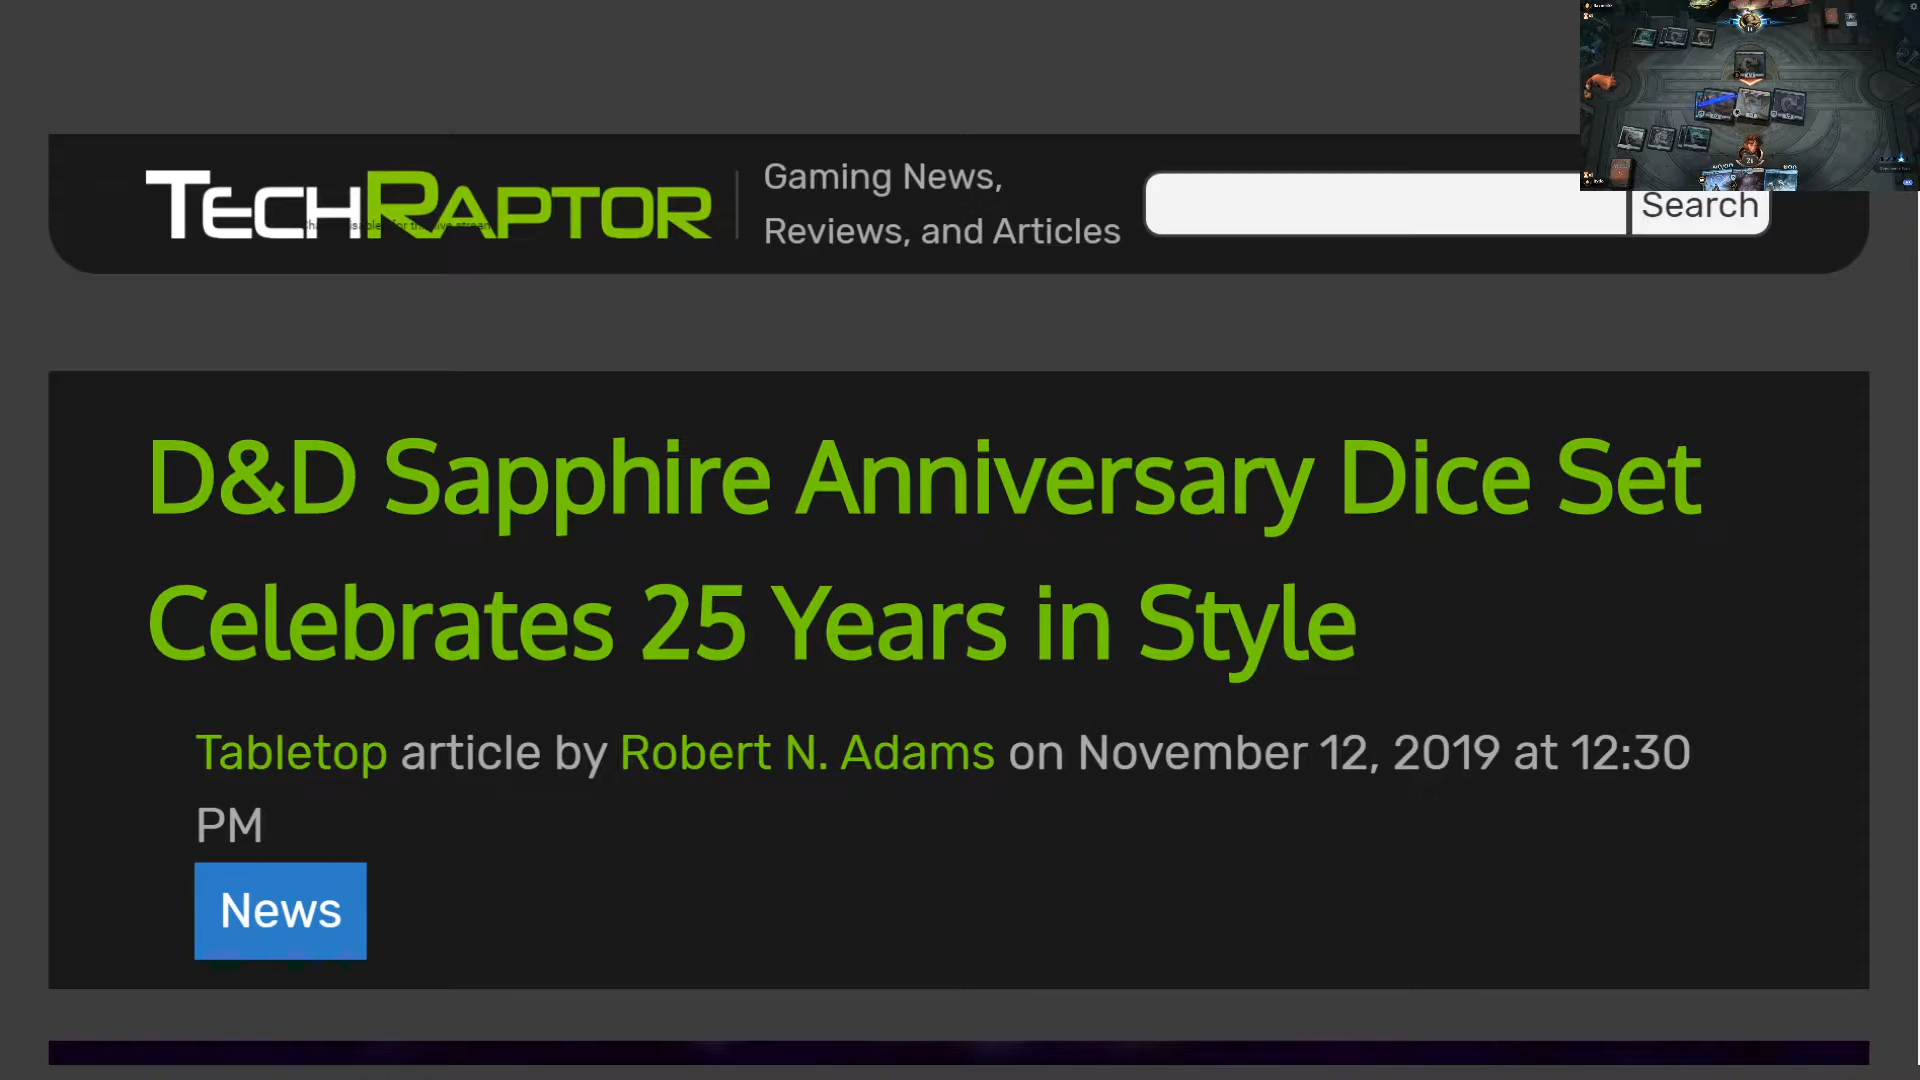 TECHRAPTOR
Gaming News,
Reviews, and Articles
Search
D&D Sapphire Anniversary Dice Set
Celebrates 25 Years in Style
Tabletop article by Robert N. Adams on November 12, 2019 at 12:30
PM
News